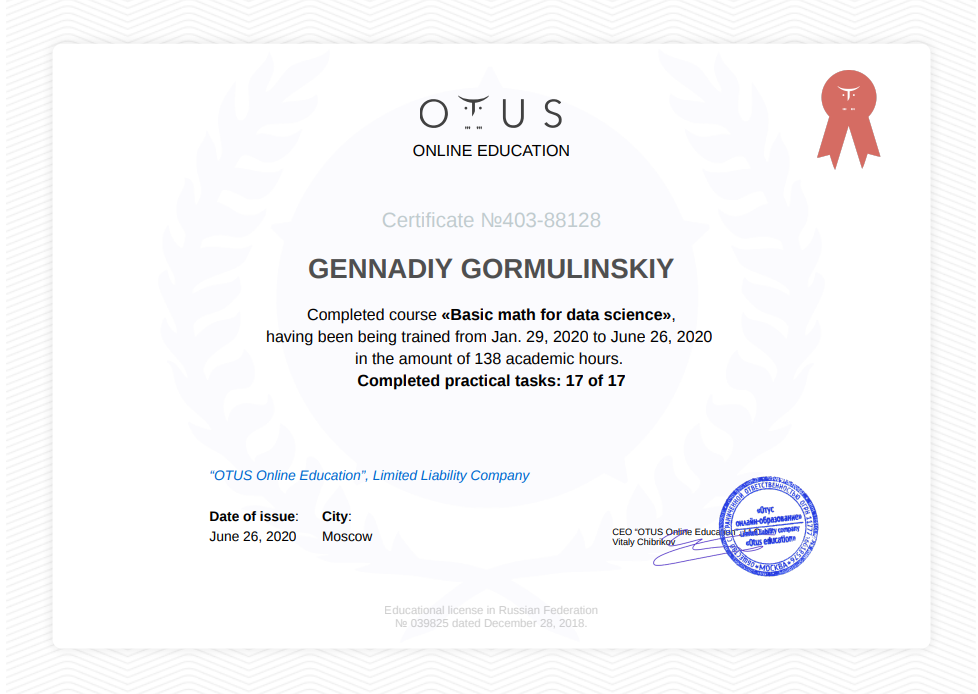 OTUS
ONLINE EDUCATION
Certificate №403-88128
GENNADIY GORMULINSKIY
Completed course «Basic math for data science»,
having been being trained from Jan. 29, 2020 to June 26, 2020
in the amount of 138 academic hours.
Completed practical tasks: 17 of 17
“OTUS Online Education”, Limited Liability Company
Date of issue: City:
June 26, 2020 Moscow
CEO “OTUS Online Education”
Vitaly Chibrikov
«Отус
онлайн-образование»
Limited liability company
«Otus education»
МОСКВА
Educational license in Russian Federation
№ 039825 dated December 28, 2018.